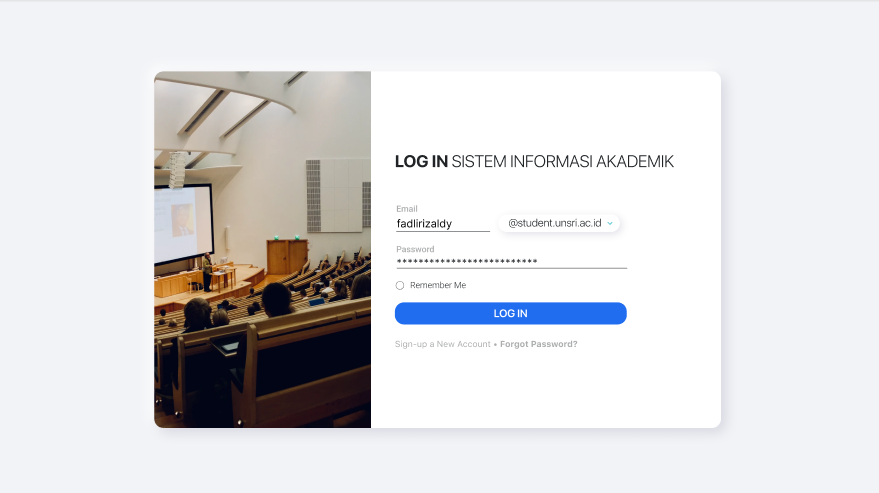 LOG IN SISTEM INFORMASI AKADEMIK
Email
fadlirizaldy @student.unsri.ac.id
Password
**************************
Remember Me
LOG IN
Sign-up a New Account • Forgot Password?